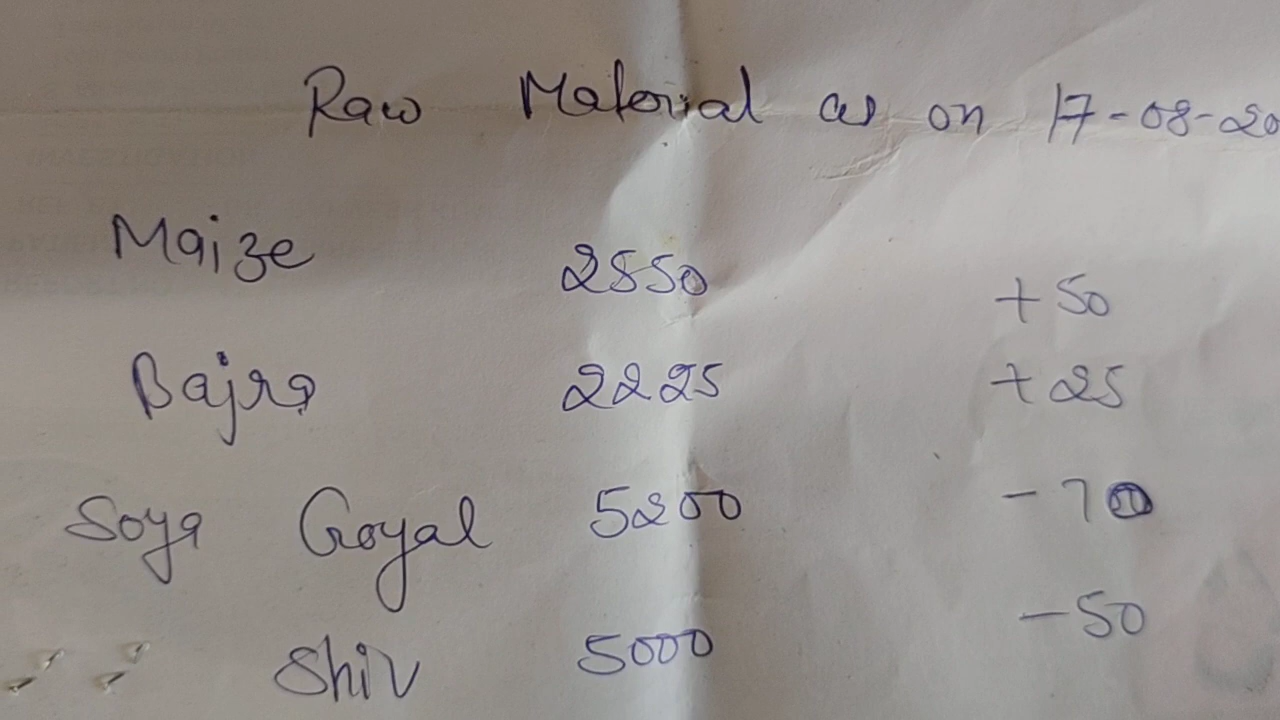 Raw Material as on 17-08-20
Maize 2550 +50
Bajra 2225 +25
Soya Goyal 5200 -70
" " Shiv 5000 -50